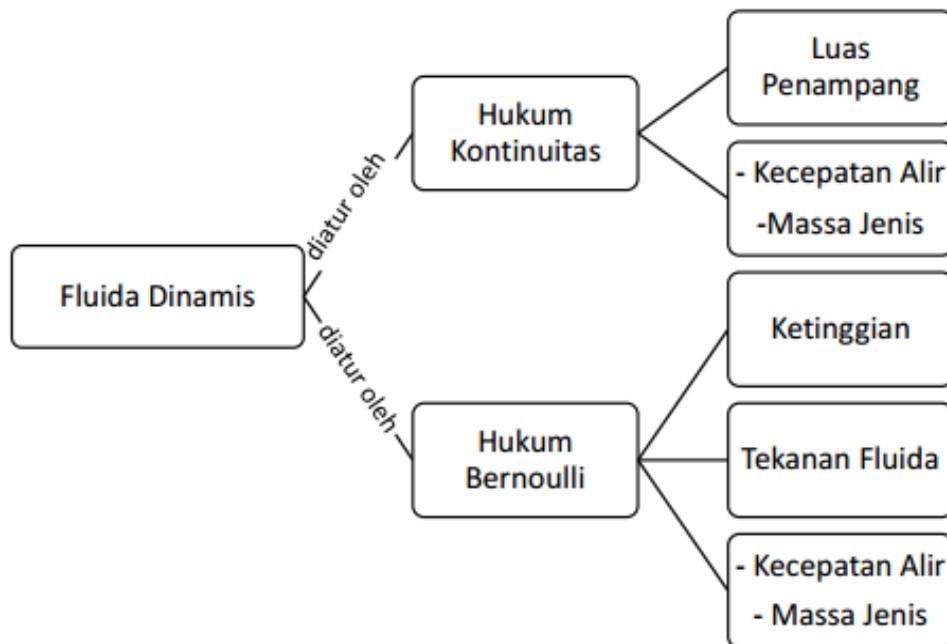 Fluida Dinamis
diatur oleh
Hukum
Kontinuitas
Luas
Penampang
- Kecepatan Alir
-Massa Jenis
diatur oleh
Hukum
Bernoulli
Ketinggian
Tekanan Fluida
- Kecepatan Alir
- Massa Jenis